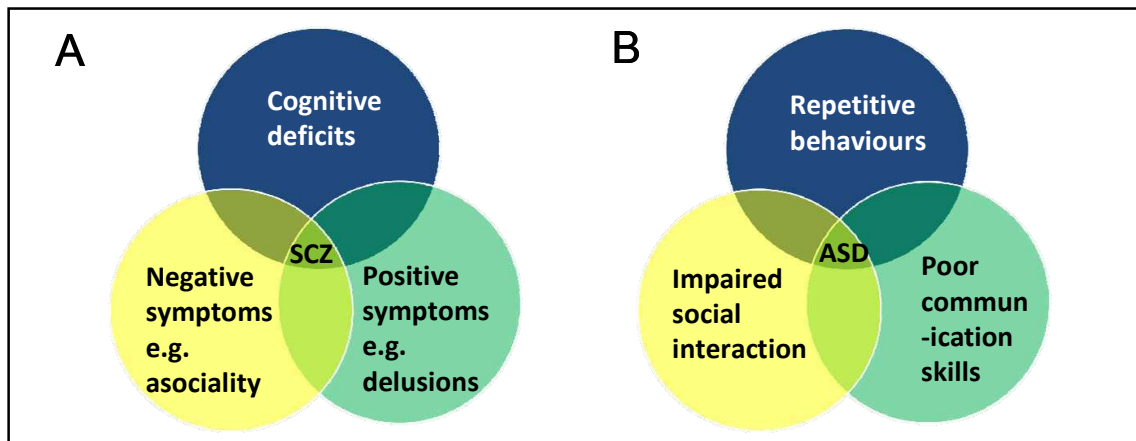 A
Cognitive
deficits
SCZ
Negative
symptoms
e.g.
asociality
Positive
symptoms
e.g.
delusions
B
Repetitive
behaviours
ASD
Impaired
social
interaction
Poor
commun
-ication
skills